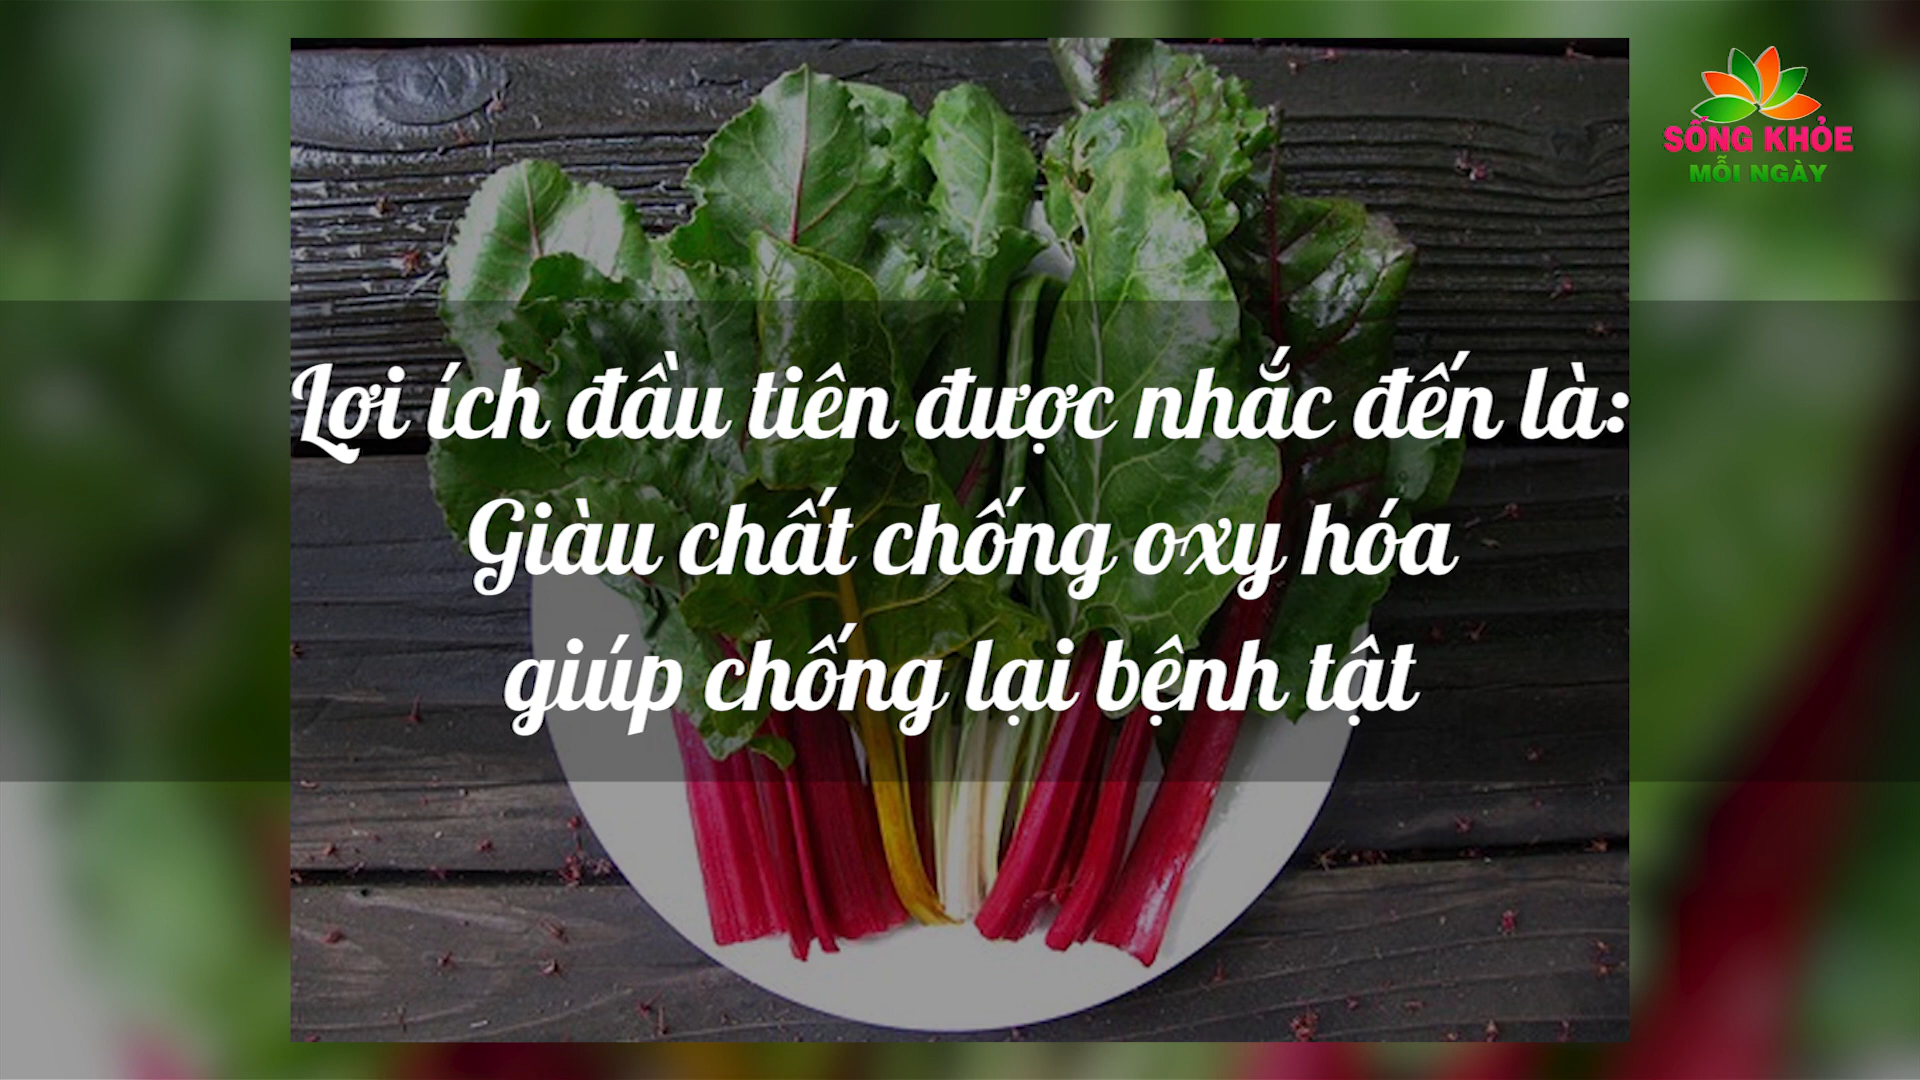 SỐNG KHỎE
MỖI NGÀY
Lợi ích đầu tiên được nhắc đến là:
Giàu chất chống oxy hóa
giúp chống lại bệnh tật